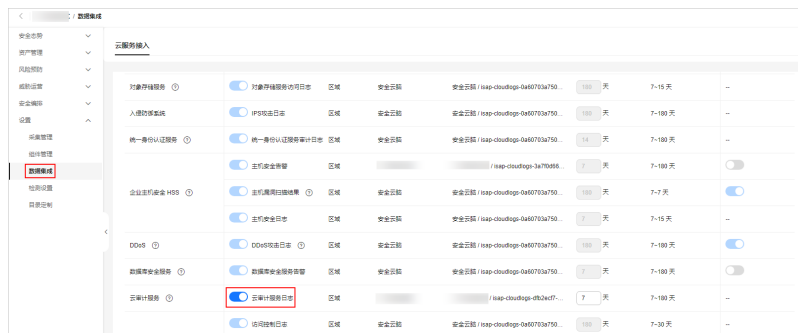 / 数据集成
安全态势
资产管理
风险预防
威胁运营
安全编排
设置
采集管理
组件管理
数据集成
检测设置
目录定制
云服务接入
对象存储服务 对象存储服务访问日志 区域 安全云脑 安全云脑 / isap-cloudlogs-0a60703a750... 180 天 7~15 天 --
入侵防御系统 IPS攻击日志 区域 安全云脑 安全云脑 / isap-cloudlogs-0a60703a750... 180 天 7~180 天 --
统一身份认证服务 统一身份认证服务审计日志 区域 安全云脑 安全云脑 / isap-cloudlogs-0a60703a750... 14 天 7~180 天 --
主机安全告警 区域 / isap-cloudlogs-3a7f0d66... 7 天 7~180 天
企业主机安全 HSS 主机漏洞扫描结果 区域 安全云脑 安全云脑 / isap-cloudlogs-0a60703a750... 180 天 7~7 天
主机安全日志 区域 安全云脑 安全云脑 / isap-cloudlogs-0a60703a750... 7 天 7~15 天 --
DDoS DDoS攻击日志 区域 安全云脑 安全云脑 / isap-cloudlogs-0a60703a750... 180 天 7~180 天
数据库安全服务 数据库安全服务告警 区域 安全云脑 安全云脑 / isap-cloudlogs-0a60703a750... 7 天 7~180 天
云审计服务 云审计服务日志 区域 / isap-cloudlogs-dfb2ecf7-... 7 天 7~180 天 --
访问控制日志 区域 安全云脑 安全云脑 / isap-cloudlogs-0a60703a750... 180 天 7~30 天 --